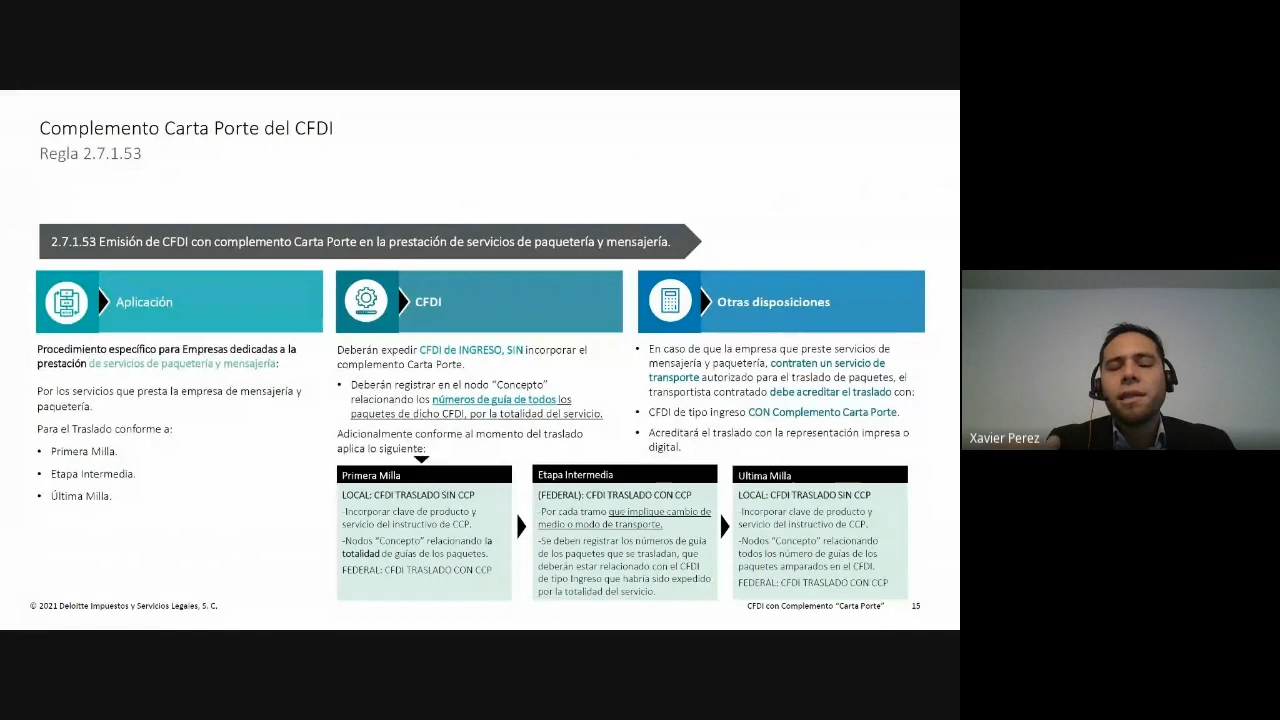 Complemento Carta Porte del CFDI
Regla 2.7.1.53
2.7.1.53 Emisión de CFDI con complemento Carta Porte en la prestación de servicios de paquetería y mensajería.
Aplicación
Procedimiento específico para Empresas dedicadas a la
prestación de servicios de paquetería y mensajería:
Por los servicios que presta la empresa de mensajería y
paquetería.
Para el Traslado conforme a:
• Primera Milla.
• Etapa Intermedia.
• Última Milla.
CFDI
Deberán expedir CFDI de INGRESO, SIN incorporar el
complemento Carta Porte.
• Deberán registrar en el nodo "Concepto"
relacionando los números de guía de todos los
paquetes de dicho CFDI, por la totalidad del servicio.
Adicionalmente conforme al momento del traslado
aplica lo siguiente:
Otras disposiciones
• En caso de que la empresa que preste servicios de
mensajería y paquetería, contraten un servicio de
transporte autorizado para el traslado de paquetes, el
transportista contratado debe acreditar el traslado con:
• CFDI de tipo ingreso CON Complemento Carta Porte.
• Acreditará el traslado con la representación impresa o
digital.
Primera Milla
LOCAL: CFDI TRASLADO SIN CCP
-Incorporar clave de producto y
servicio del instructivo de CCP.
-Nodos "Concepto" relacionando la
totalidad de guías de los paquetes.
FEDERAL: CFDI TRASLADO CON CCP
Etapa Intermedia
(FEDERAL): CFDI TRASLADO CON CCP
-Por cada tramo que implique cambio de
medio o modo de transporte.
-Se deben registrar los números de guía
de los paquetes que se trasladan, que
deberán estar relacionado con el CFDI
de tipo Ingreso que habría sido expedido
por la totalidad del servicio.
Ultima Milla
LOCAL: CFDI TRASLADO SIN CCP
-Incorporar clave de producto y
servicio del instructivo de CCP.
-Nodos "Concepto" relacionando
todos los número de guías de los
paquetes amparados en el CFDI.
FEDERAL: CFDI TRASLADO CON CCP
© 2021 Deloitte Impuestos y Servicios Legales, S. C.
CFDI con Complemento "Carta Porte"
15
Xavier Perez